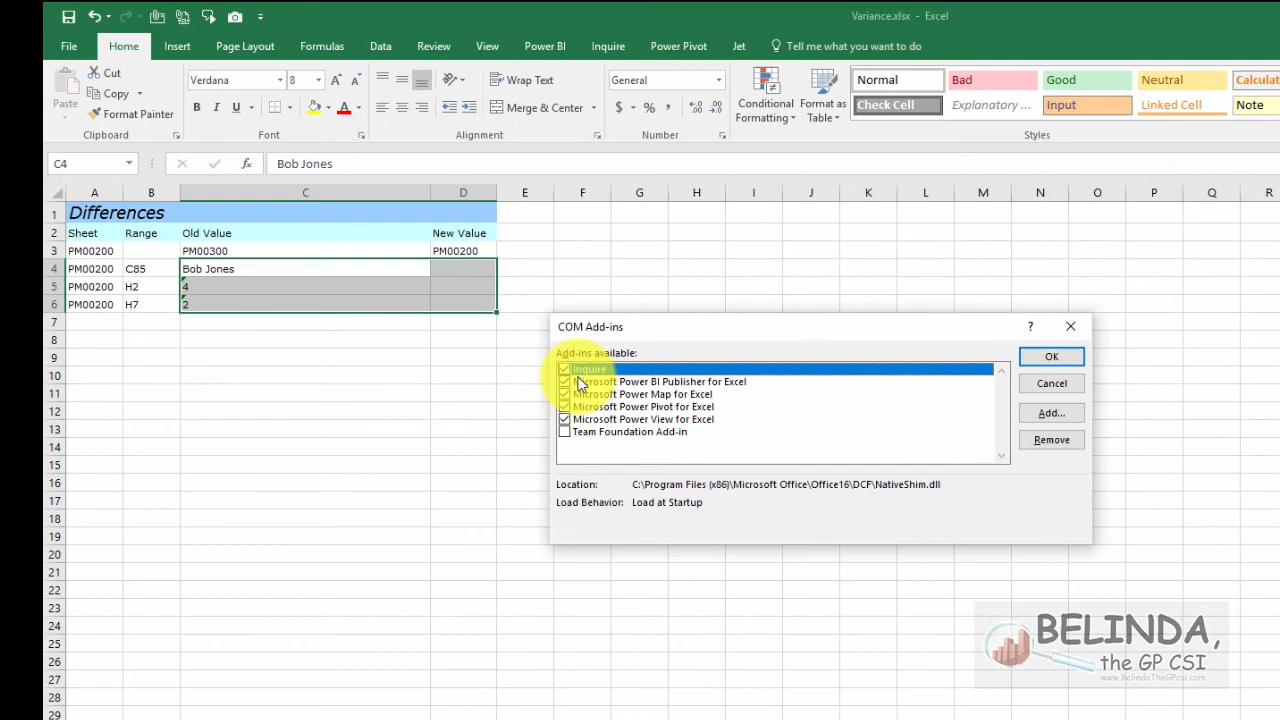 Variance.xlsx - Excel
File Home Insert Page Layout Formulas Data Review View Power BI Inquire Power Pivot Jet Tell me what you want to do
Paste
Cut
Copy
Format Painter
Clipboard
Verdana 8 A A
B I U A
Font
Wrap Text
Merge & Center
Alignment
General
$ % , .0 .00
Number
Conditional Formatting
Format as Table
Normal Bad Good Neutral Calculat
Check Cell Explanatory ... Input Linked Cell Note
Styles
C4 fx Bob Jones
A B C D E F G H I J K L M N O P Q R
1 Differences
2 Sheet Range Old Value New Value
3 PM00200 PM00300 PM00200
4 PM00200 C85 Bob Jones
5 PM00200 H2 4
6 PM00200 H7 2
7
8
9
10
11
12
13
14
15
16
17
18
19
20
21
22
23
24
25
26
27
28
29
COM Add-ins ?
Add-ins available:
Inquire
Microsoft Power BI Publisher for Excel
Microsoft Power Map for Excel
Microsoft Power Pivot for Excel
Microsoft Power View for Excel
Team Foundation Add-in
OK
Cancel
Add...
Remove
Location: C:\Program Files (x86)\Microsoft Office\Office16\DCF\NativeShim.dll
Load Behavior: Load at Startup
BELINDA,
the GP CSI
www.BelindaTheGPcsi.com